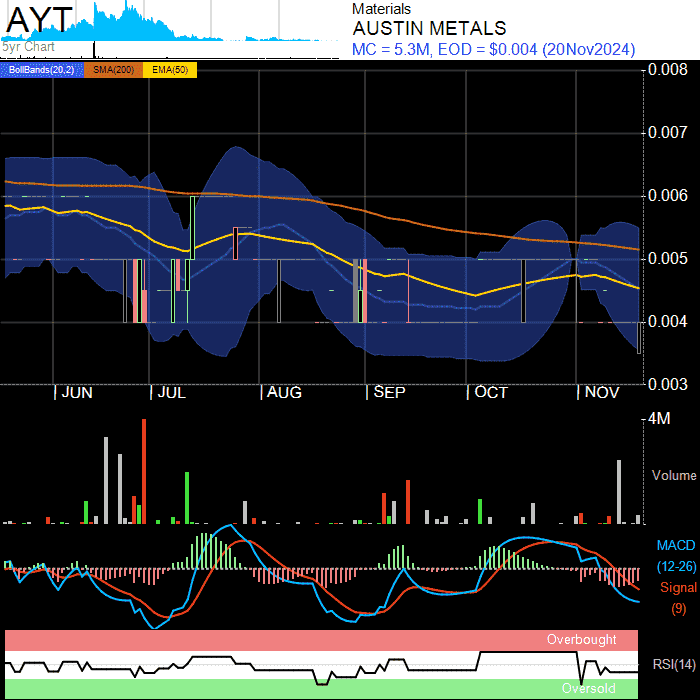 AYT
5yr Chart
Materials
AUSTIN METALS
MC = 5.3M, EOD = $0.004 (20Nov2024)
BollBands(20,2) SMA(200) EMA(50)
0.008
0.007
0.006
0.005
0.004
0.003
JUN JUL AUG SEP OCT NOV
4M
Volume
MACD
(12-26)
Signal
(9)
Overbought
RSI(14)
Oversold